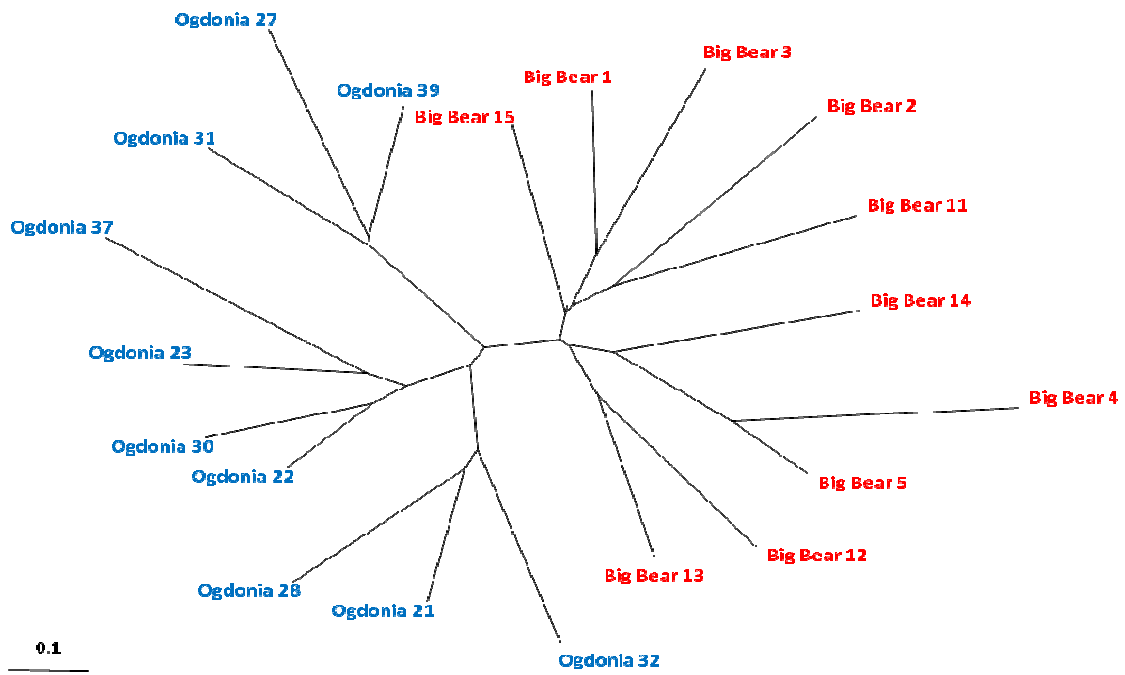 Ogdonia 27
Big Bear 3
Big Bear 1
Ogdonia 39
Big Bear 2
Big Bear 15
Ogdonia 31
Big Bear 11
Ogdonia 37
Big Bear 14
Ogdonia 23
Big Bear 4
Ogdonia 30
Ogdonia 22
Big Bear 5
Big Bear 12
Big Bear 13
Ogdonia 28
Ogdonia 21
0.1
Ogdonia 32